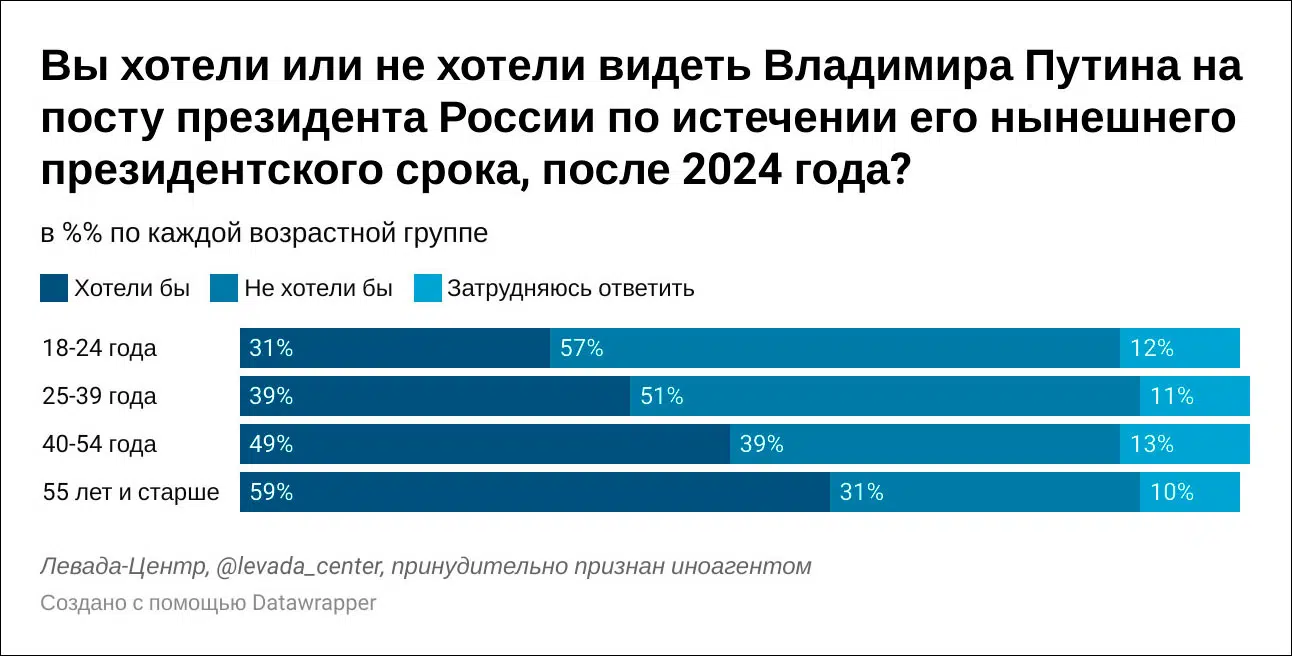 Вы хотели или не хотели видеть Владимира Путина на
посту президента России по истечении его нынешнего
президентского срока, после 2024 года?
в %% по каждой возрастной группе
Хотели бы Не хотели бы Затрудняюсь ответить
18-24 года 31% 57% 12%
25-39 года 39% 51% 11%
40-54 года 49% 39% 13%
55 лет и старше 59% 31% 10%
Левада-Центр, @levada_center, принудительно признан иноагентом
Создано с помощью Datawrapper